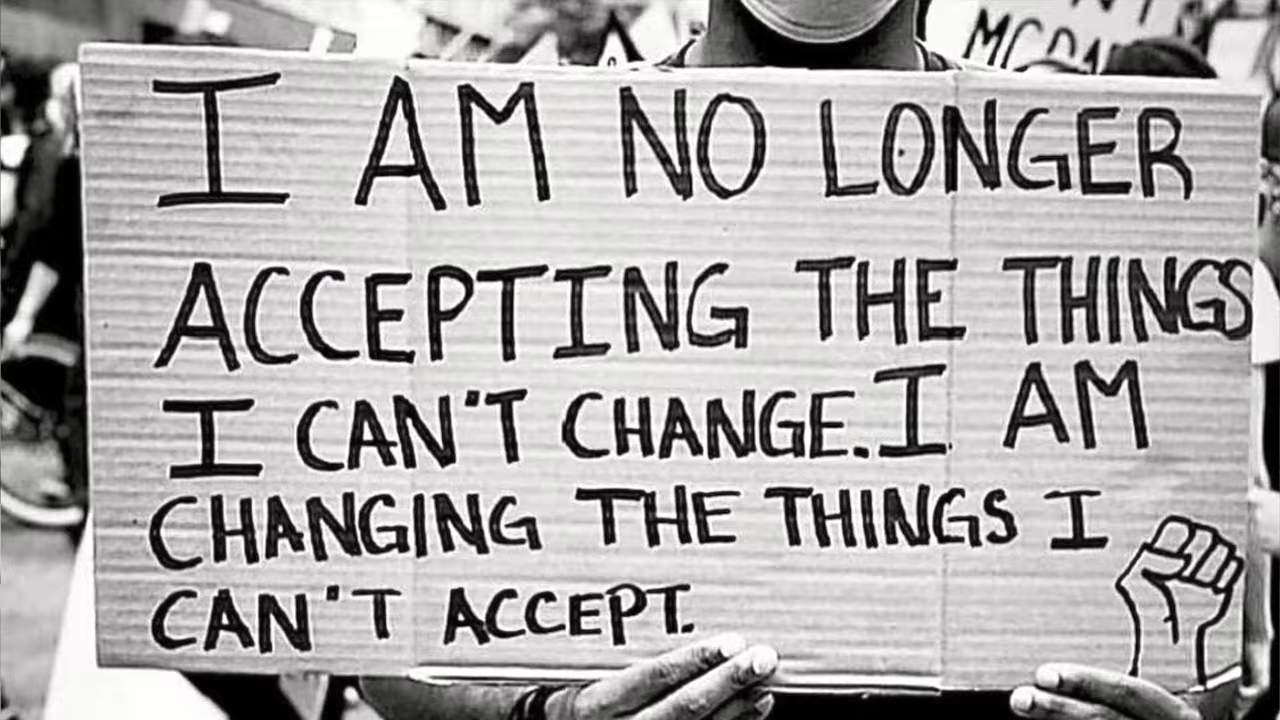 I AM NO LONGER
ACCEPTING THE THINGS
I CAN'T CHANGE. I AM
CHANGING THE THINGS I
CAN'T ACCEPT.